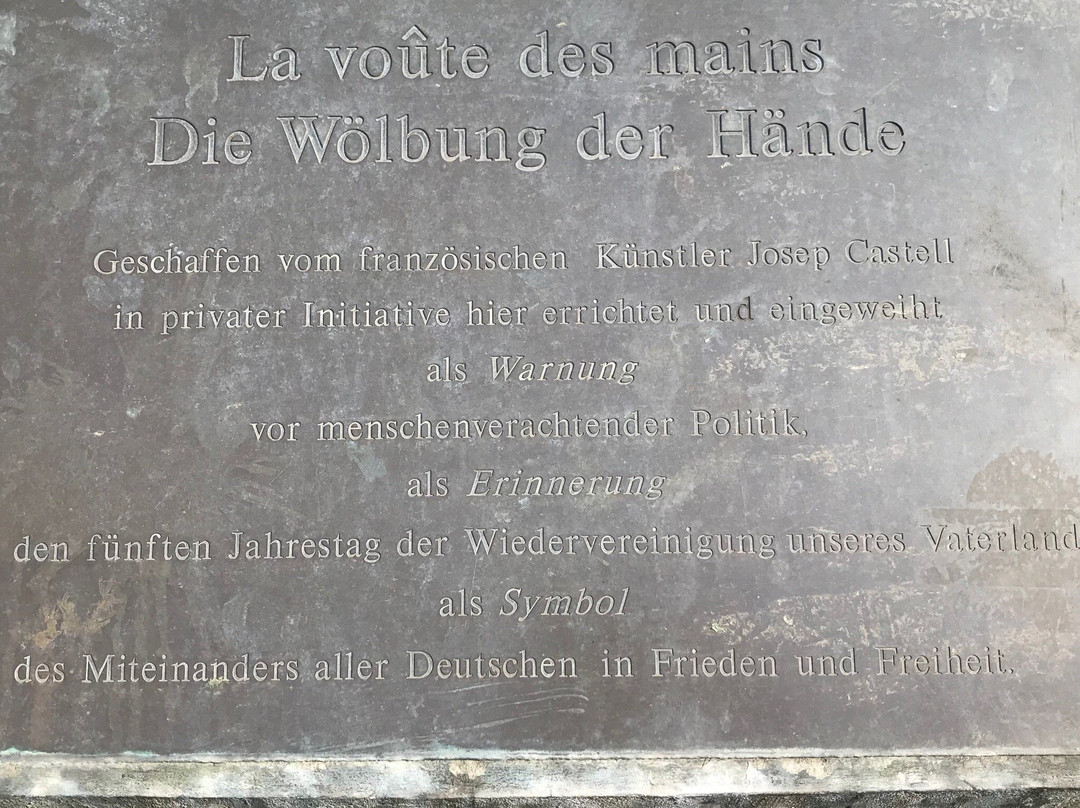 La voûte des mains
Die Wölbung der Hände
Geschaffen vom französischen Künstler Josep Castell
in privater Initiative hier errichtet und eingeweiht
als Warnung
vor menschenverachtender Politik,
als Erinnerung
den fünften Jahrestag der Wiedervereinigung unseres Vaterland
als Symbol
des Miteinanders aller Deutschen in Frieden und Freiheit.